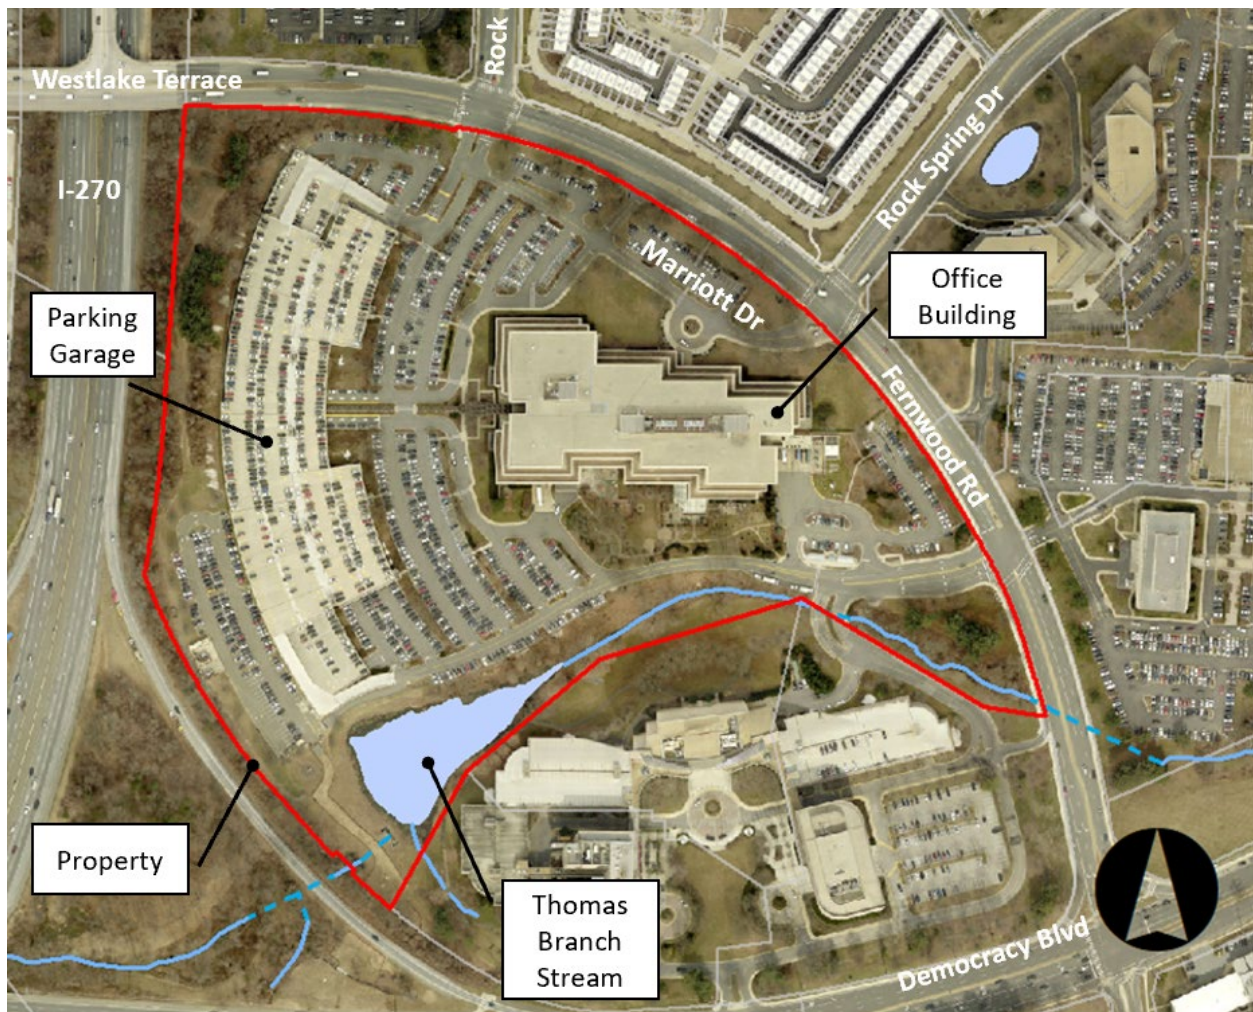 Rock
Westlake Terrace
I-270
Rock Spring Dr
Marriott Dr
Office
Building
Parking
Garage
Fernwood Rd
Property
Thomas
Branch
Stream
Democracy Blvd